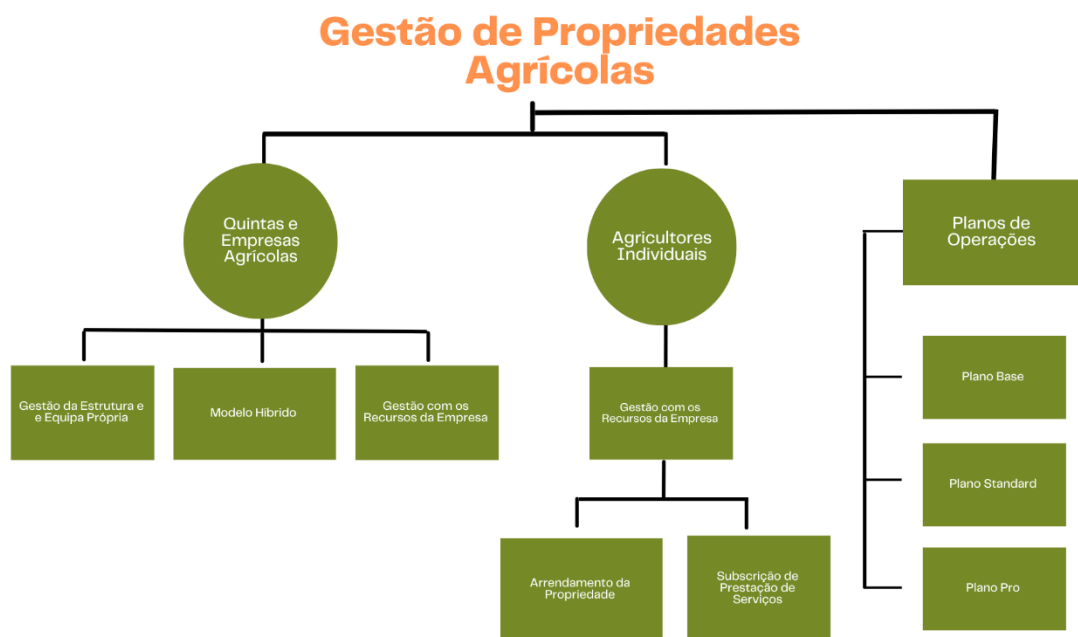 Gestão de Propriedades
Agrícolas
Quintas e
Empresas
Agrícolas
Agricultores
Individuais
Planos de
Operações
Gestão da Estrutura e
e Equipa Própria
Modelo Híbrido
Gestão com os
Recursos da Empresa
Gestão com os
Recursos da Empresa
Plano Base
Plano Standard
Arrendamento da
Propriedade
Subscrição de
Prestação de
Serviços
Plano Pro